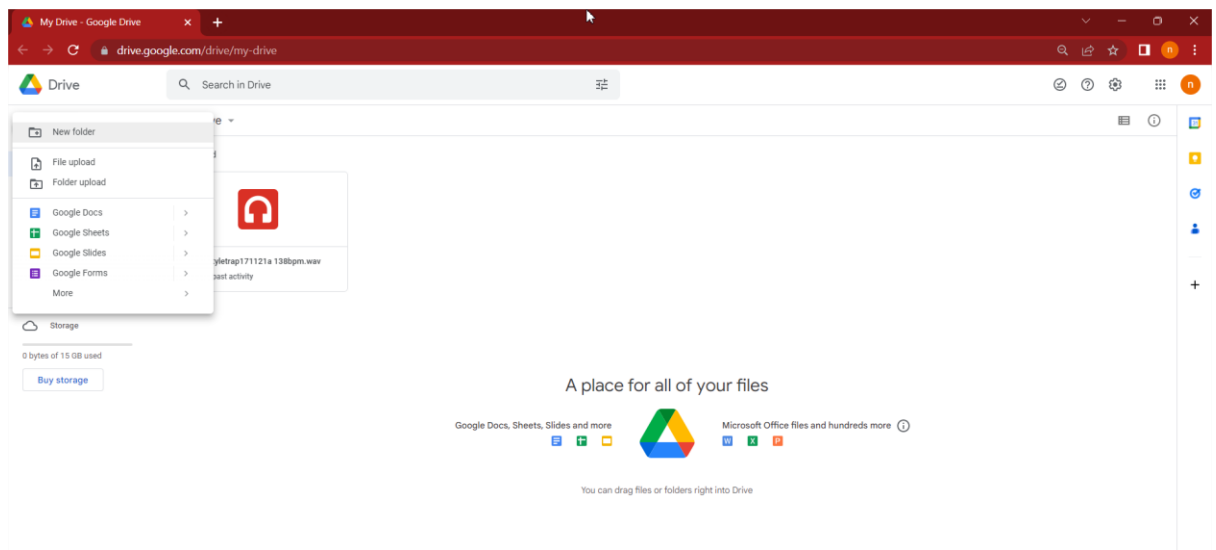 My Drive - Google Drive
drive.google.com/drive/my-drive
n
Drive
Search in Drive
n
New folder
File upload
Folder upload
Google Docs
Google Sheets
Google Slides
Google Forms
More
yletrap171121a 138bpm.wav
past activity
Storage
0 bytes of 15 GB used
Buy storage
A place for all of your files
Google Docs, Sheets, Slides and more
Microsoft Office files and hundreds more
W X P
You can drag files or folders right into Drive